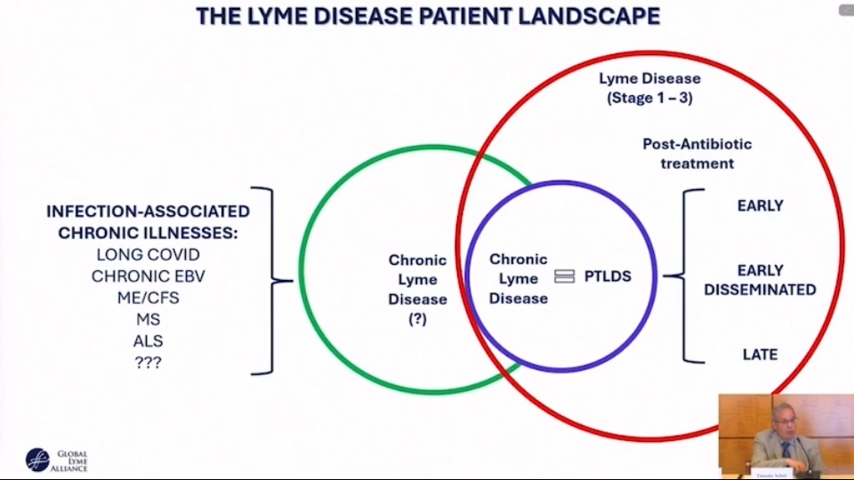 THE LYME DISEASE PATIENT LANDSCAPE
Lyme Disease
(Stage 1 – 3)
Post-Antibiotic
treatment
INFECTION-ASSOCIATED
CHRONIC ILLNESSES:
LONG COVID
CHRONIC EBV
ME/CFS
MS
ALS
???
Chronic
Lyme
Disease
(?)
Chronic
Lyme
Disease
= PTLDS
EARLY
EARLY
DISSEMINATED
LATE
GLOBAL
LYME
ALLIANCE